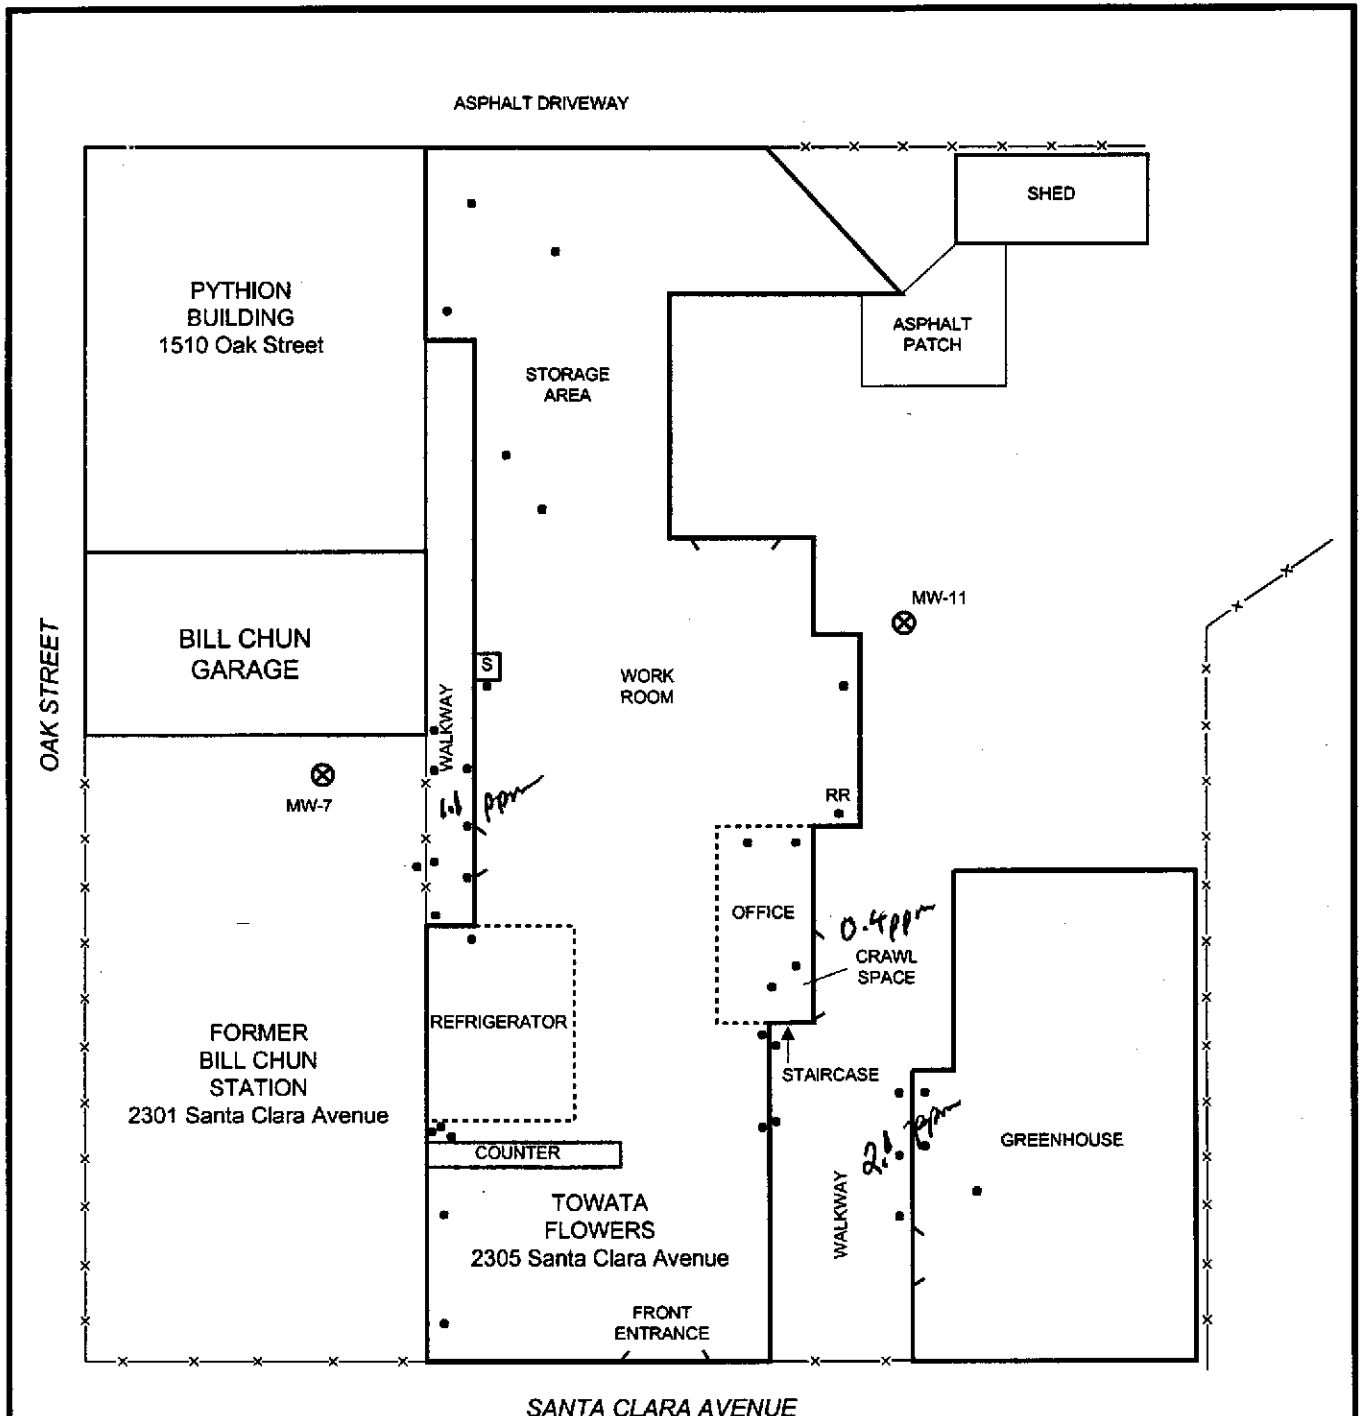 ASPHALT DRIVEWAY
SHED
PYTHION
BUILDING
1510 Oak Street
ASPHALT
PATCH
STORAGE
AREA
MW-11
OAK STREET
BILL CHUN
GARAGE
S
WORK
ROOM
WALKWAY
MW-7
1.1 ppm
RR
OFFICE
0.4ppm
CRAWL
SPACE
REFRIGERATOR
FORMER
BILL CHUN
STATION
2301 Santa Clara Avenue
STAIRCASE
2.1 ppm
GREENHOUSE
COUNTER
TOWATA
FLOWERS
2305 Santa Clara Avenue
WALKWAY
FRONT
ENTRANCE
SANTA CLARA AVENUE